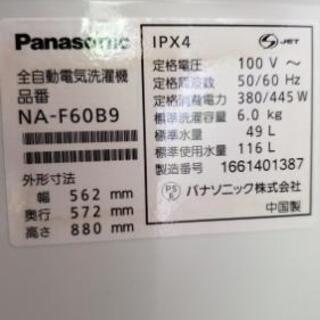 Panasonic
全自動電気洗濯機
品番
NA-F60B9
外形寸法
幅 562 mm
奥行 572 mm
高さ 880 mm
IPX4
S JET
定格電圧 100 V ～
定格周波数 50/60 Hz
定格消費電力 380/445 W
標準洗濯容量 6.0 kg
標準水量 49 L
標準使用水量 116 L
製造番号 1661401387
PS E パナソニック株式会社
中国製